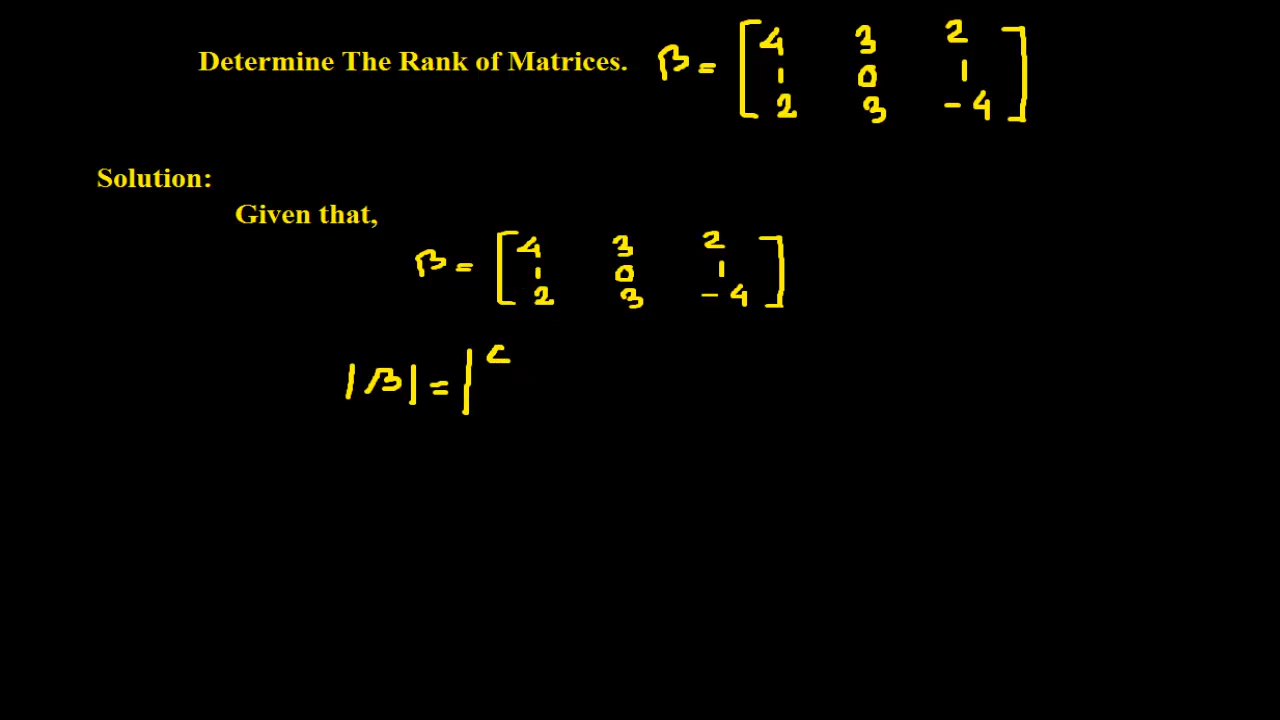 Determine The Rank of Matrices. B = [ 4 3 2
1 0 1
2 3 -4 ]
Solution:
Given that,
B = [ 4 3 2
1 0 1
2 3 -4 ]
|B| = |